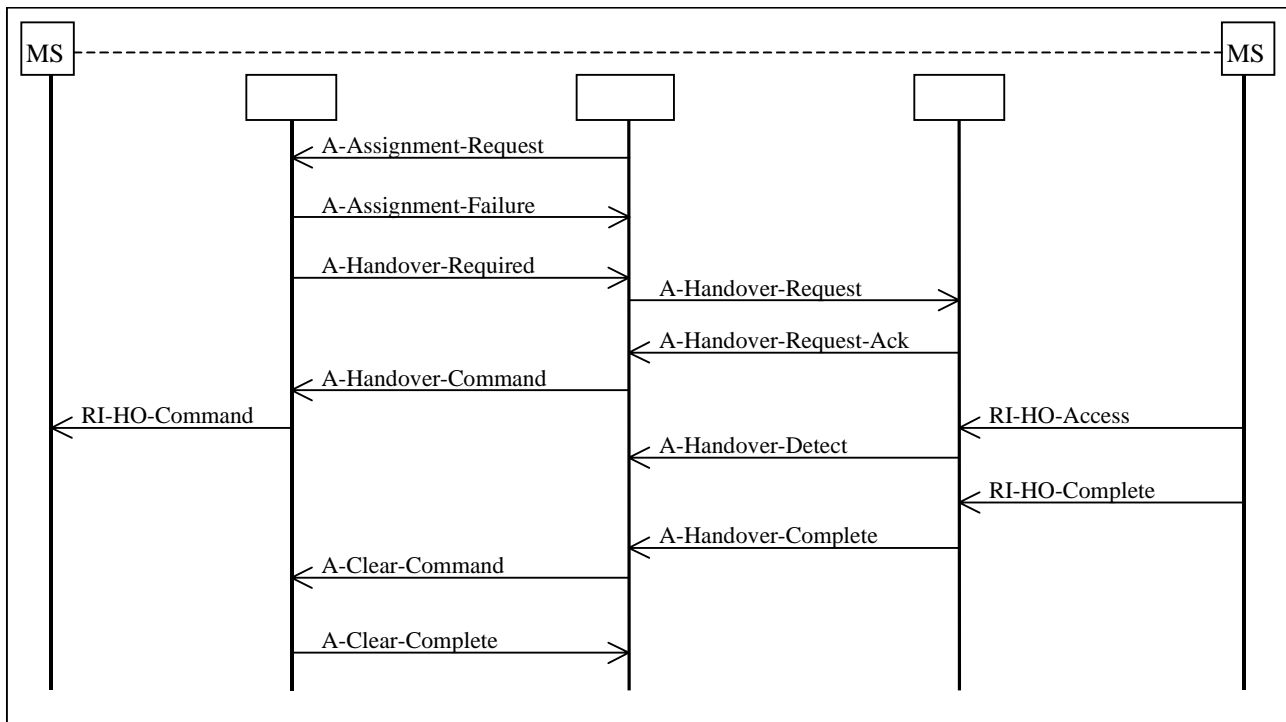 MS
MS
A-Assignment-Request
A-Assignment-Failure
A-Handover-Required
A-Handover-Request
A-Handover-Request-Ack
A-Handover-Command
RI-HO-Command
RI-HO-Access
A-Handover-Detect
RI-HO-Complete
A-Handover-Complete
A-Clear-Command
A-Clear-Complete